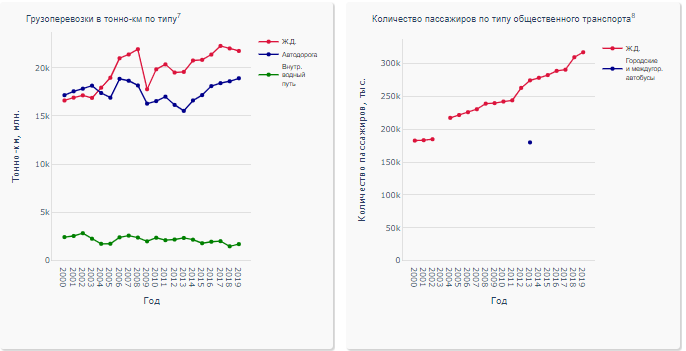 Грузоперевозки в тонно-км по типу⁷
Тонно-км, млн.
20k
15k
10k
5k
0
2000 2001 2002 2003 2004 2005 2006 2007 2008 2009 2010 2011 2012 2013 2014 2015 2016 2017 2018 2019
Год
Ж.Д.
Автодорога
Внутр.
водный
путь
Количество пассажиров по типу общественного транспорта⁸
Количество пассажиров, тыс.
300k
250k
200k
150k
100k
50k
0
2000 2001 2002 2003 2004 2005 2006 2007 2008 2009 2010 2011 2012 2013 2014 2015 2016 2017 2018 2019
Год
Ж.Д.
Городские
и междугор.
автобусы